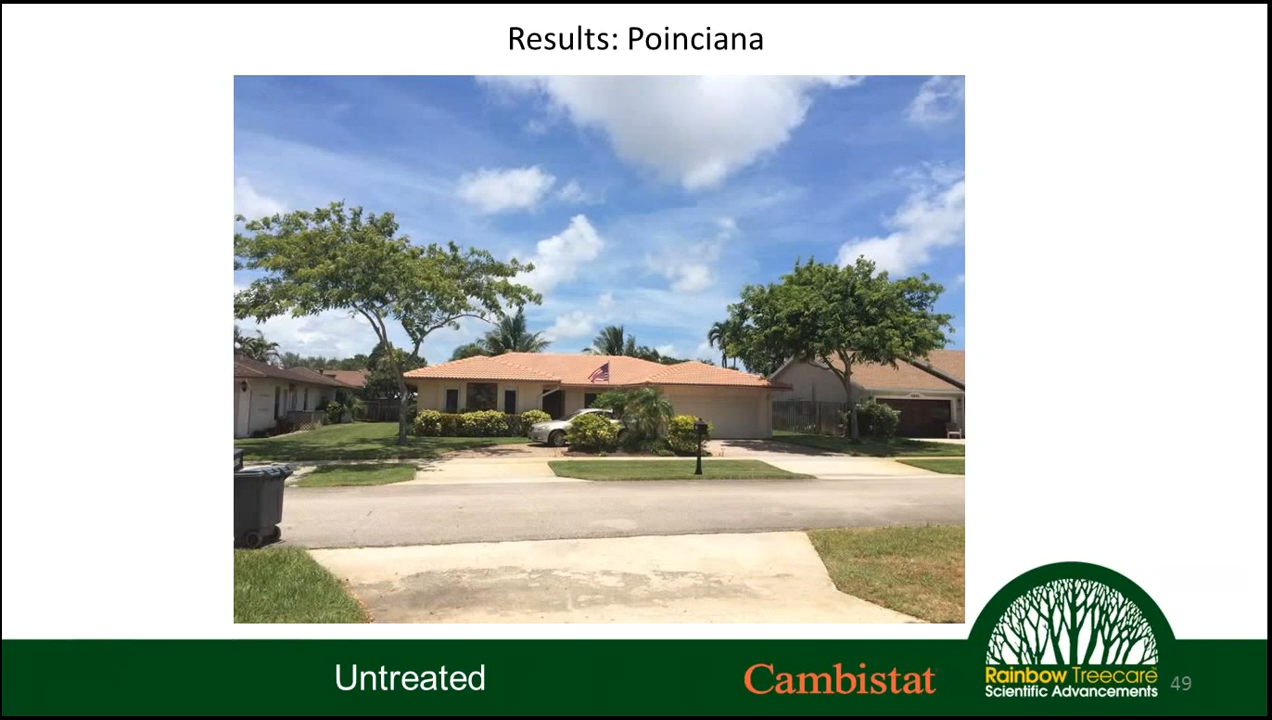 Results: Poinciana
Untreated
Cambistat
Rainbow Treecare
Scientific Advancements
49